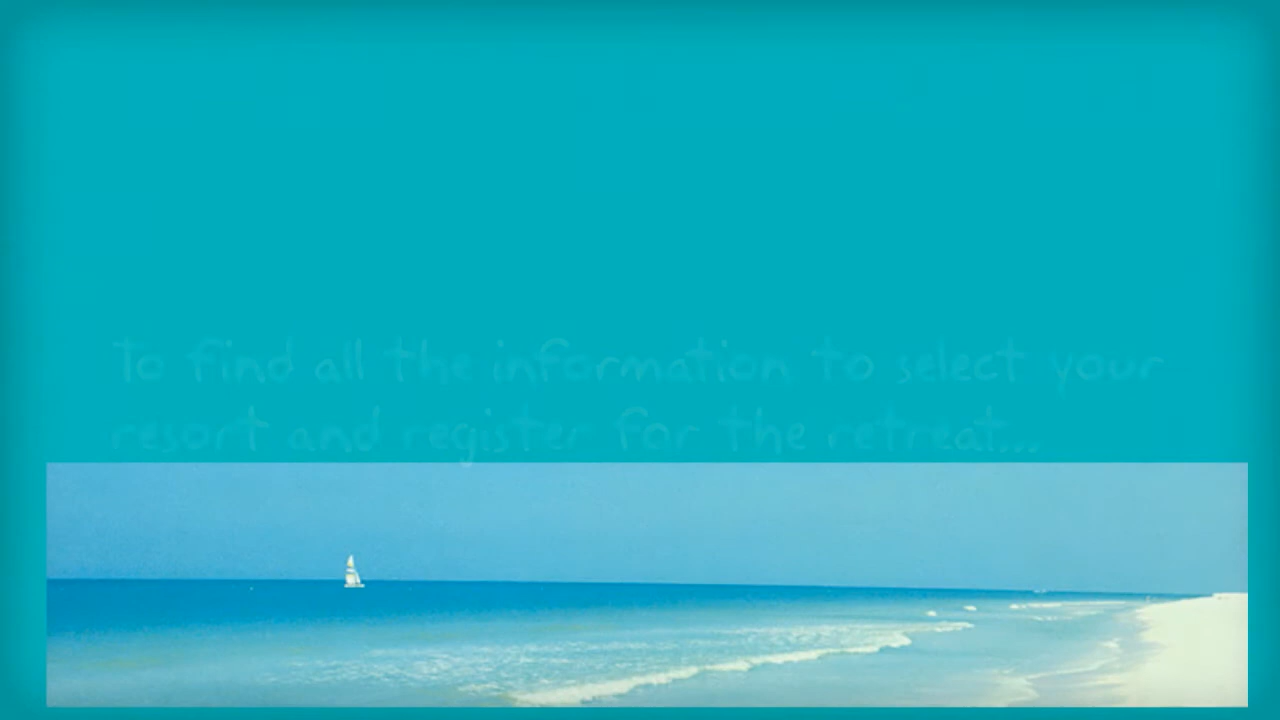 To find all the information to select your
resort and register for the retreat...